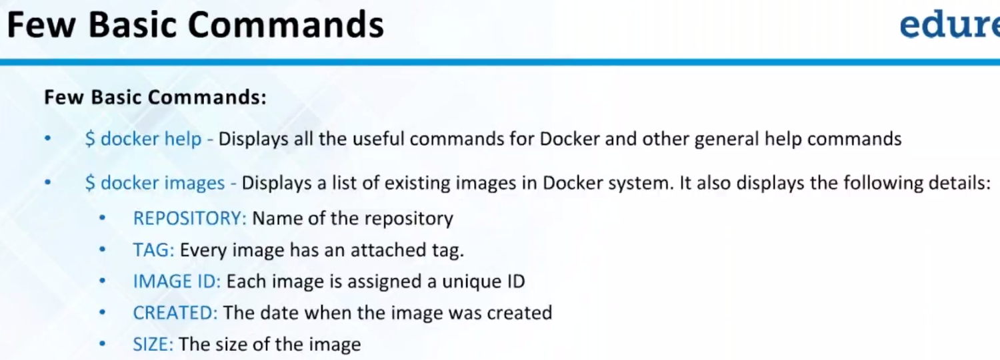 Few Basic Commands
edure
Few Basic Commands:
• $ docker help - Displays all the useful commands for Docker and other general help commands
• $ docker images - Displays a list of existing images in Docker system. It also displays the following details:
• REPOSITORY: Name of the repository
• TAG: Every image has an attached tag.
• IMAGE ID: Each image is assigned a unique ID
• CREATED: The date when the image was created
• SIZE: The size of the image